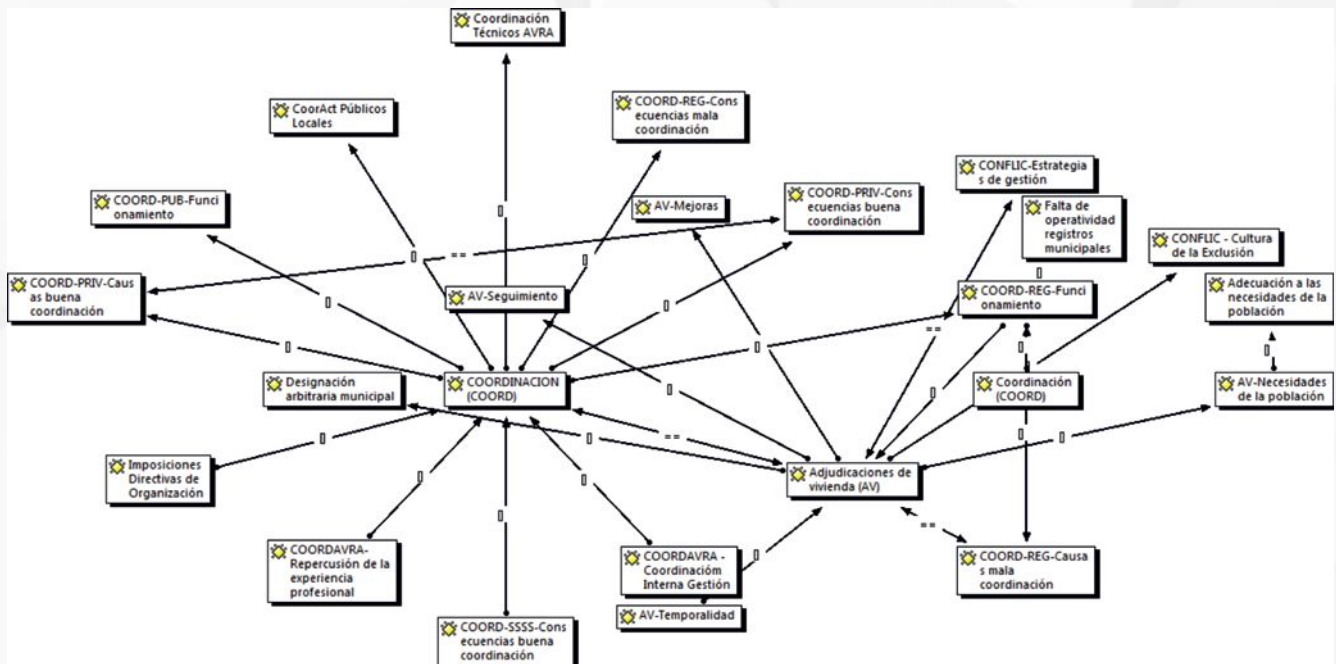 Coordinación
Técnicos AVRA
CoorAct Públicos
Locales
COORD-REG-Cons
ecuencias mala
coordinación
CONFLIC-Estrategia
s de gestión
COORD-PUB-Funci
onamiento
AV-Mejoras
COORD-PRIV-Cons
ecuencias buena
coordinación
Falta de
operatividad
registros
municipales
CONFLIC - Cultura
de la Exclusión
COORD-PRIV-Caus
as buena
coordinación
AV-Seguimiento
COORD-REG-Funci
onamiento
Adecuación a las
necesidades de la
población
==
==
Designación
arbitraria municipal
COORDINACION
(COORD)
Coordinación
(COORD)
AV-Necesidades
de la población
==
Imposiciones
Directivas de
Organización
Adjudicaciones de
vivienda (AV)
==
COORDAVRA-
Repercusión de la
experiencia
profesional
COORDAVRA -
Coordinacióm
Interna Gestión
COORD-REG-Causa
s mala
coordinación
AV-Temporalidad
COORD-SSSS-Cons
ecuencias buena
coordinación